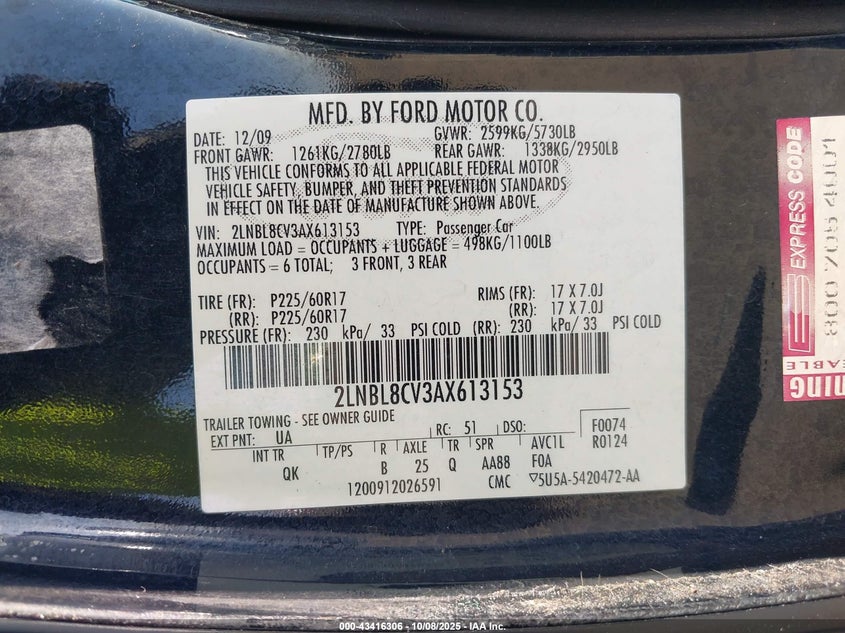 MFD. BY FORD MOTOR CO.
DATE: 12/09 GVWR: 2599KG/5730LB
FRONT GAWR: 1261KG/2780LB REAR GAWR: 1338KG/2950LB
THIS VEHICLE CONFORMS TO ALL APPLICABLE FEDERAL MOTOR
VEHICLE SAFETY, BUMPER, AND THEFT PREVENTION STANDARDS
IN EFFECT ON THE DATE OF MANUFACTURE SHOWN ABOVE.
VIN: 2LNBL8CV3AX613153 TYPE: Passenger Car
MAXIMUM LOAD = OCCUPANTS + LUGGAGE = 498KG/1100LB
OCCUPANTS = 6 TOTAL; 3 FRONT, 3 REAR
TIRE (FR): P225/60R17 RIMS (FR): 17 X 7.0J
(RR): P225/60R17 (RR): 17 X 7.0J
PRESSURE (FR): 230 kPa/ 33 PSI COLD (RR): 230 kPa/ 33 PSI COLD
2LNBL8CV3AX613153
TRAILER TOWING - SEE OWNER GUIDE
EXT PNT: UA RC: 51 DSO: F0074
INT TR TP/PS R AXLE TR SPR AVC1L R0124
QK B 25 Q AA88 F0A
1200912026591 CMC ▽5U5A-5420472-AA
EXPRESS CODE
800 705 4001
000-43416306 - 10/08/2025 - IAA Inc.